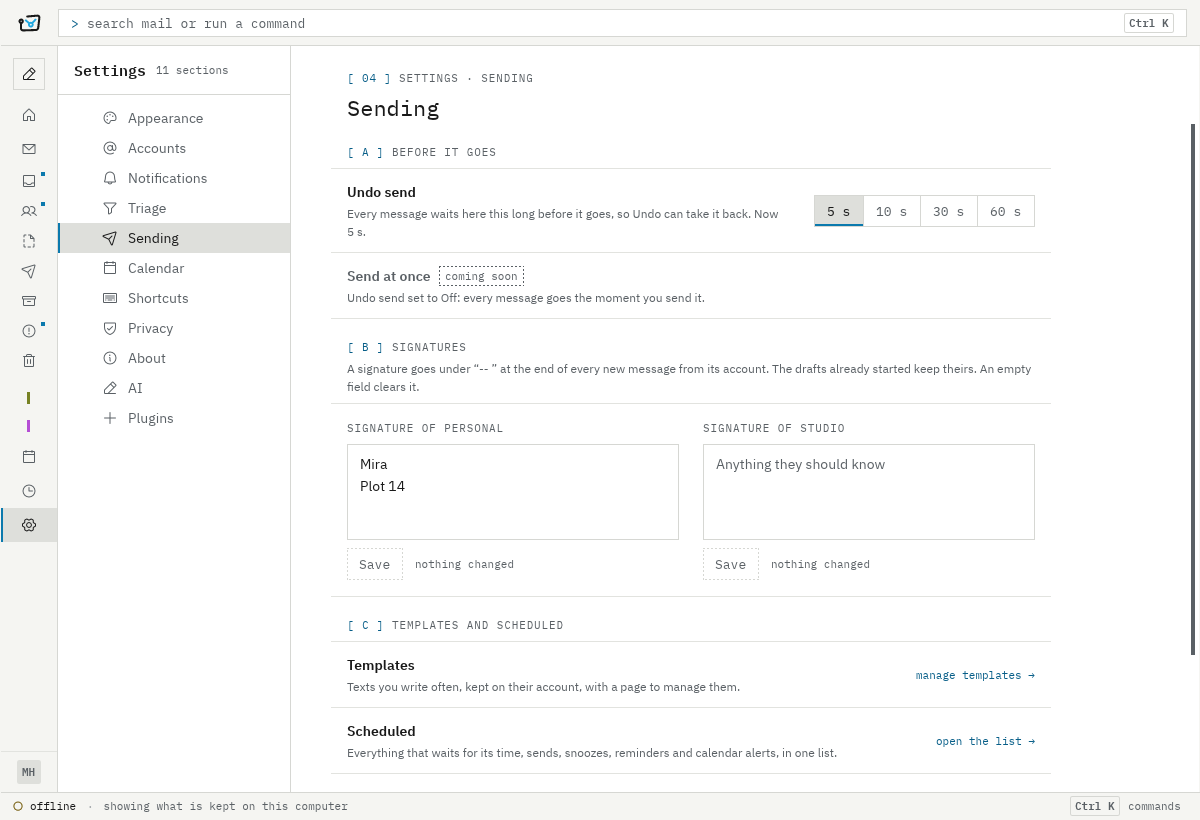 > search mail or run a command
Ctrl K
Settings 11 sections
Appearance
Accounts
Notifications
Triage
Sending
Calendar
Shortcuts
Privacy
About
AI
Plugins
MH
[ 04 ] SETTINGS · SENDING
Sending
[ A ] BEFORE IT GOES
Undo send
Every message waits here this long before it goes, so Undo can take it back. Now
5 s.
5 s 10 s 30 s 60 s
Send at once coming soon
Undo send set to Off: every message goes the moment you send it.
[ B ] SIGNATURES
A signature goes under “-- ” at the end of every new message from its account. The drafts already started keep theirs. An empty
field clears it.
SIGNATURE OF PERSONAL
Mira
Plot 14
Save nothing changed
SIGNATURE OF STUDIO
Anything they should know
Save nothing changed
[ C ] TEMPLATES AND SCHEDULED
Templates
Texts you write often, kept on their account, with a page to manage them.
manage templates →
Scheduled
Everything that waits for its time, sends, snoozes, reminders and calendar alerts, in one list.
open the list →
offline · showing what is kept on this computer
Ctrl K commands